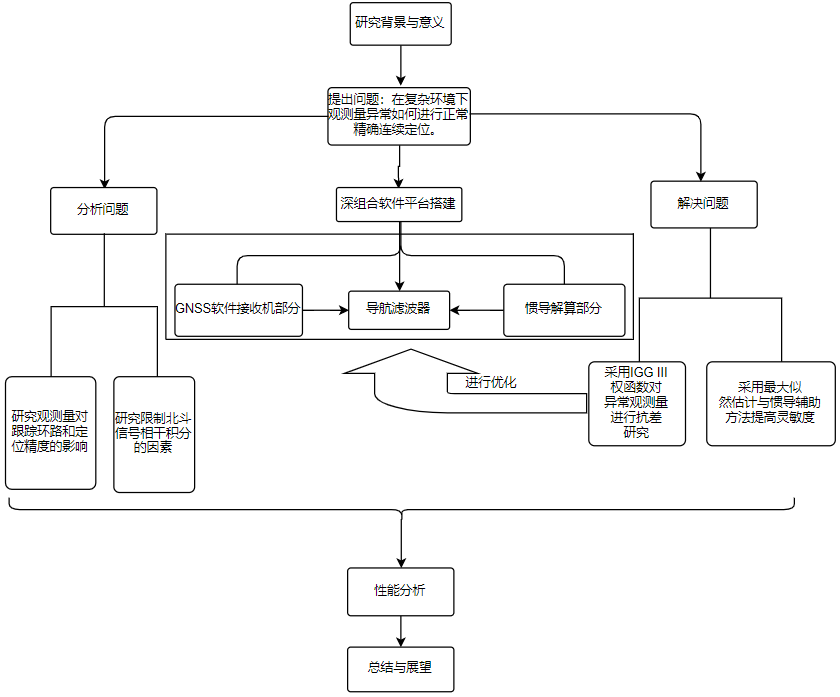 研究背景与意义
提出问题：在复杂环境下
观测量异常如何进行正常
精确连续定位。
分析问题
深组合软件平台搭建
解决问题
GNSS软件接收机部分
导航滤波器
惯导解算部分
进行优化
研究观测量对
跟踪环路和定
位精度的影响
研究限制北斗
信号相干积分
的因素
采用IGG III
权函数对
异常观测量
进行抗差
研究
采用最大似
然估计与惯导辅助
方法提高灵敏度
性能分析
总结与展望